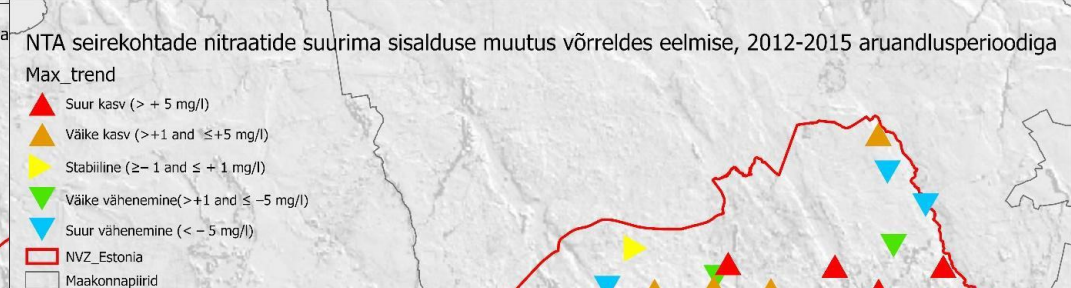 a
NTA seirekohtade nitraatide suurima sisalduse muutus võrreldes eelmise, 2012-2015 aruandlusperioodiga
Max_trend
Suur kasv (> + 5 mg/l)
Väike kasv (>+1 and ≤+5 mg/l)
Stabiiline (≥– 1 and ≤ + 1 mg/l)
Väike vähenemine(>+1 and ≤ –5 mg/l)
Suur vähenemine (< – 5 mg/l)
NVZ_Estonia
Maakonnapiirid